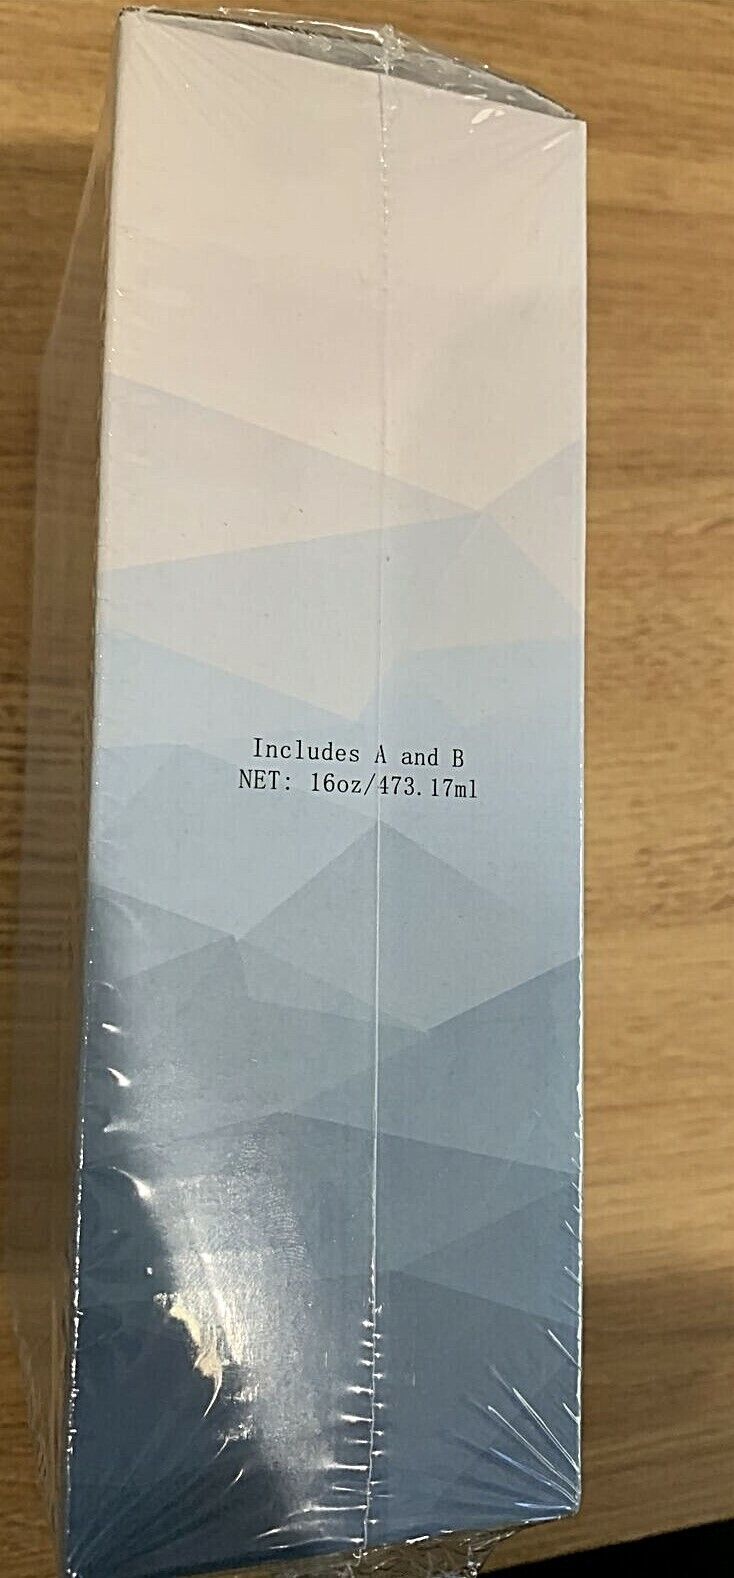 Includes A and B
NET: 16oz/473.17ml